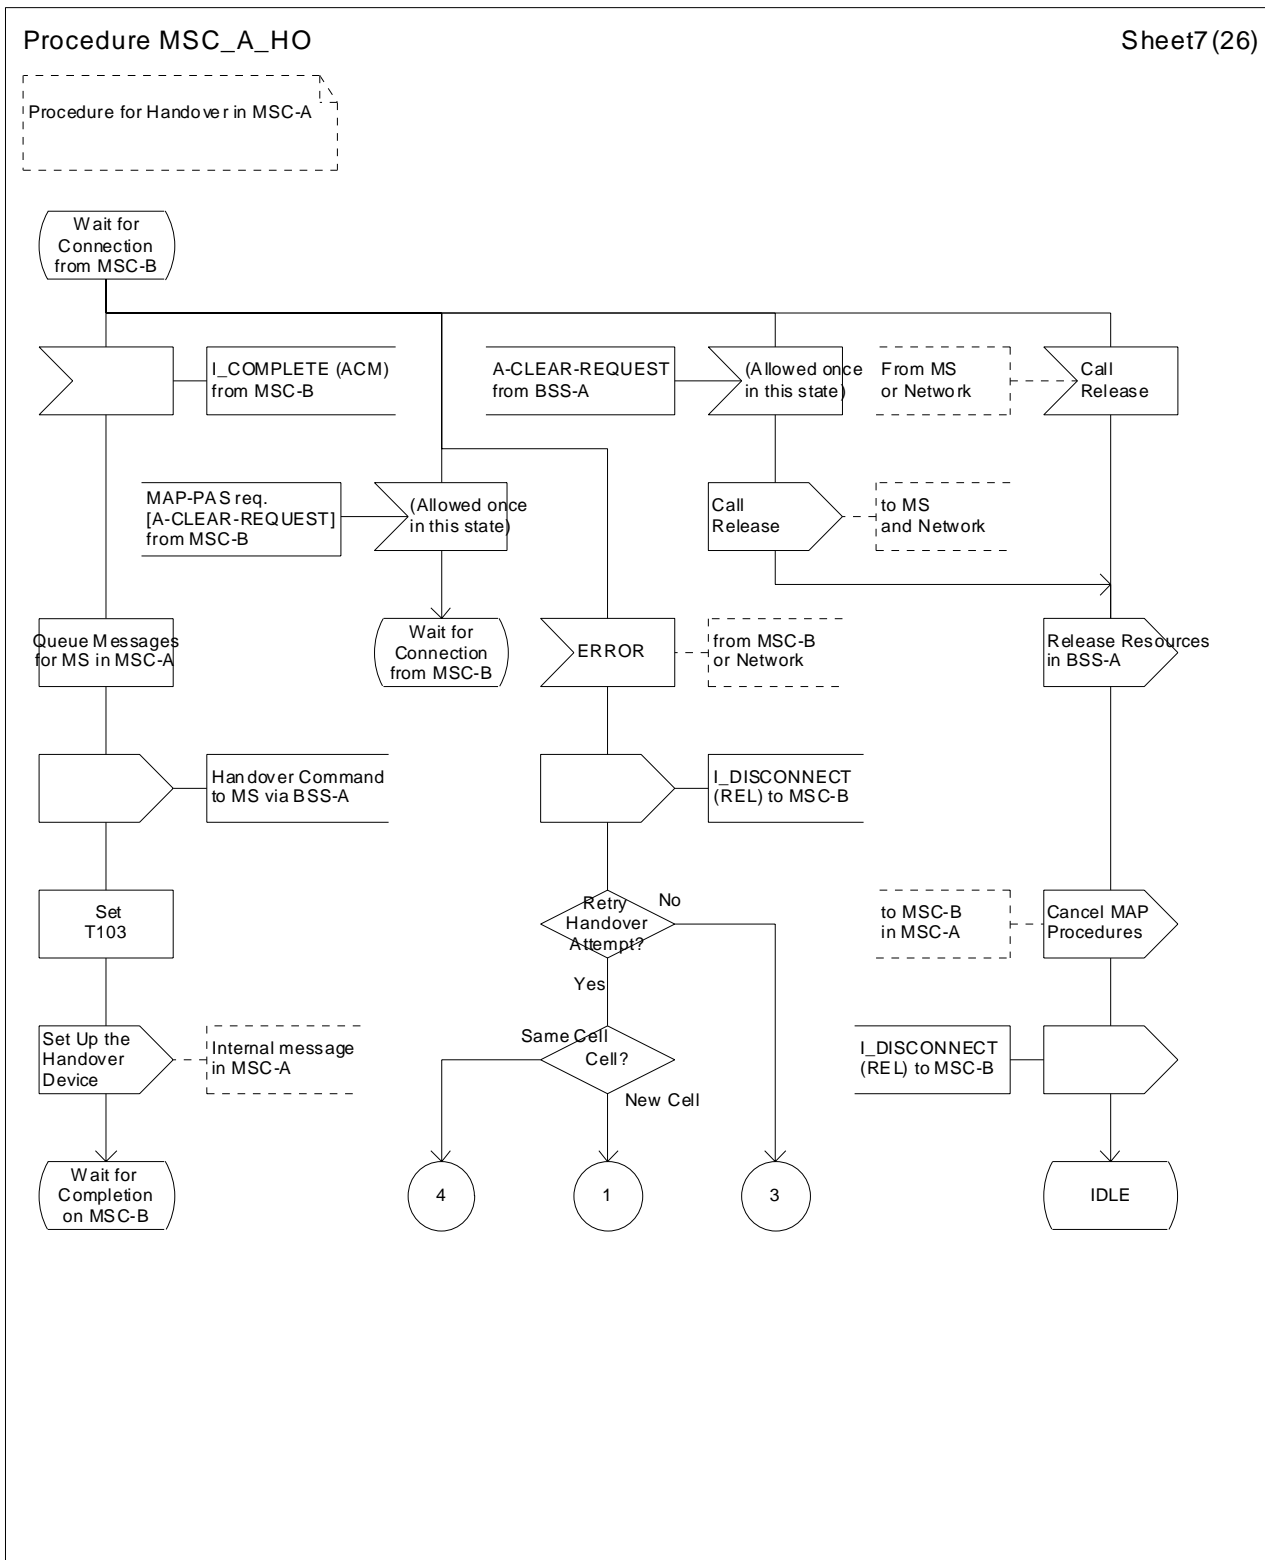 Procedure MSC_A_HO
Sheet7(26)
Procedure for Handover in MSC-A
Wait for
Connection
from MSC-B
I_COMPLETE (ACM)
from MSC-B
A-CLEAR-REQUEST
from BSS-A
(Allowed once
in this state)
From MS
or Network
Call
Release
MAP-PAS req.
[A-CLEAR-REQUEST]
from MSC-B
(Allowed once
in this state)
Call
Release
to MS
and Network
Queue Messages
for MS in MSC-A
Wait for
Connection
from MSC-B
ERROR
from MSC-B
or Network
Release Resources
in BSS-A
Handover Command
to MS via BSS-A
I_DISCONNECT
(REL) to MSC-B
Set
T103
Retry
Handover
Attempt?
No
Yes
to MSC-B
in MSC-A
Cancel MAP
Procedures
Set Up the
Handover
Device
Internal message
in MSC-A
Same Cell
Cell?
New Cell
I_DISCONNECT
(REL) to MSC-B
Wait for
Completion
on MSC-B
4
1
3
IDLE